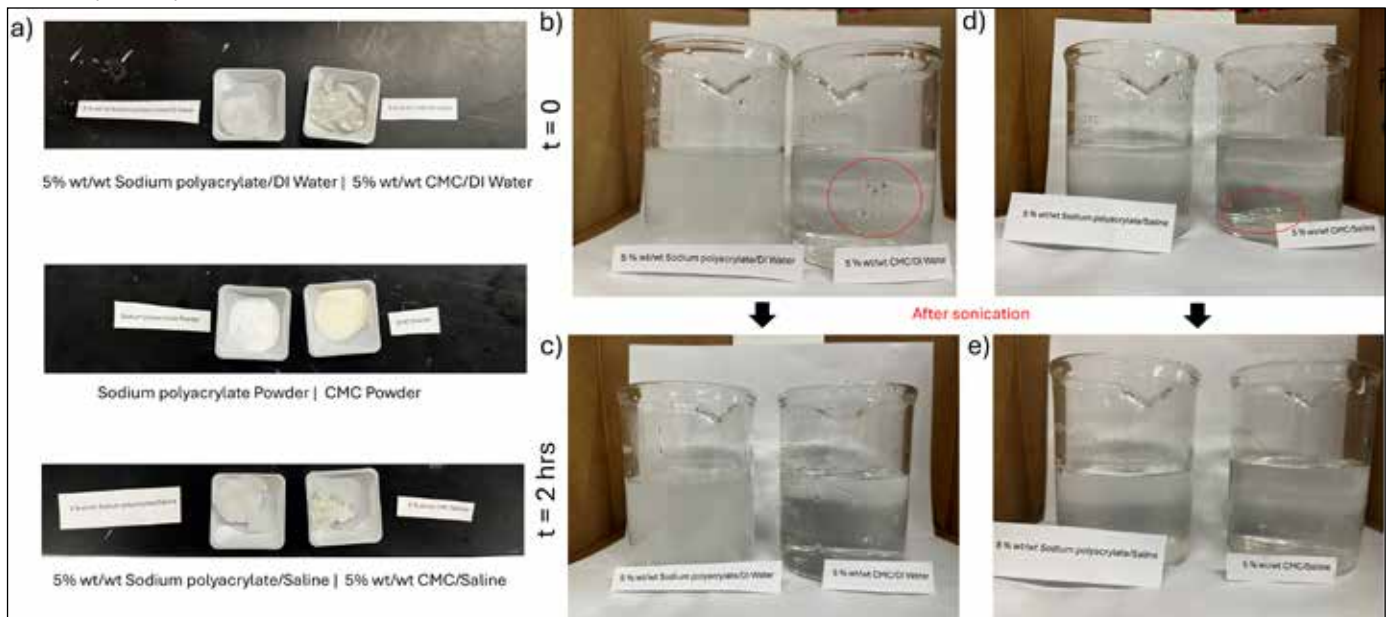 a)
5% wt/wt Sodium polyacrylate/DI Water | 5% wt/wt CMC/DI Water
Sodium polyacrylate Powder | CMC Powder
5% wt/wt Sodium polyacrylate/Saline | 5% wt/wt CMC/Saline
t = 0
b)
5 % wt/wt Sodium polyacrylate/DI Water
5 % wt/wt CMC/DI Water
d)
5 % wt/wt Sodium polyacrylate/Saline
5 % wt/wt CMC/Saline
After sonication
t = 2 hrs
c)
5 % wt/wt Sodium polyacrylate/DI Water
5 % wt/wt CMC/DI Water
e)
5 % wt/wt Sodium polyacrylate/Saline
5 % wt/wt CMC/Saline